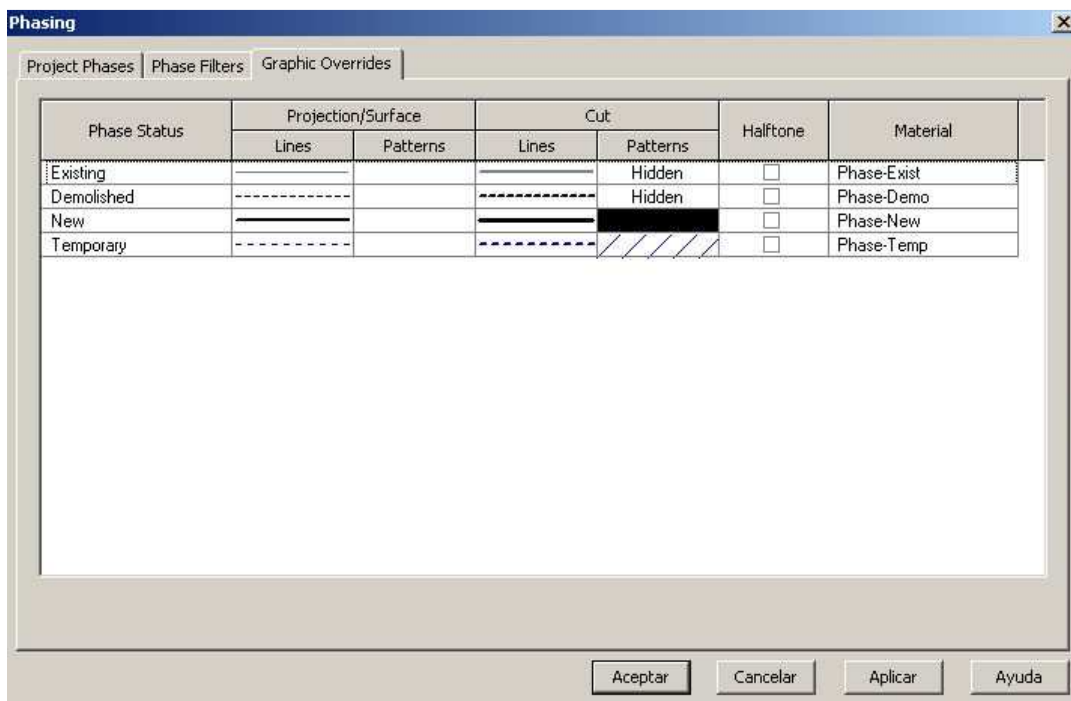 Phasing
Project Phases Phase Filters Graphic Overrides
Phase Status Projection/Surface Cut Halftone Material
Lines Patterns Lines Patterns
Existing Hidden Phase-Exist
Demolished Hidden Phase-Demo
New Phase-New
Temporary Phase-Temp
Aceptar Cancelar Aplicar Ayuda